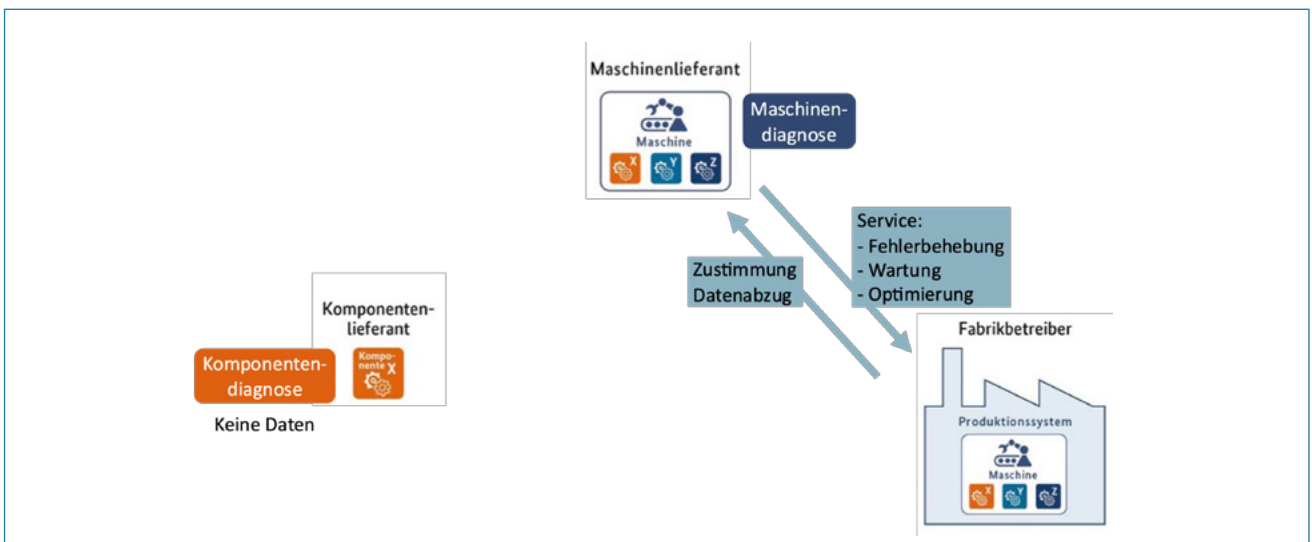 Maschinenlieferant
Maschine
X
Y
Z
Maschinen-
diagnose
Service:
- Fehlerbehebung
- Wartung
- Optimierung
Zustimmung
Datenabzug
Komponenten-
lieferant
Kompo-
nente X
Komponenten-
diagnose
Keine Daten
Fabrikbetreiber
Produktionssystem
Maschine
X
Y
Z